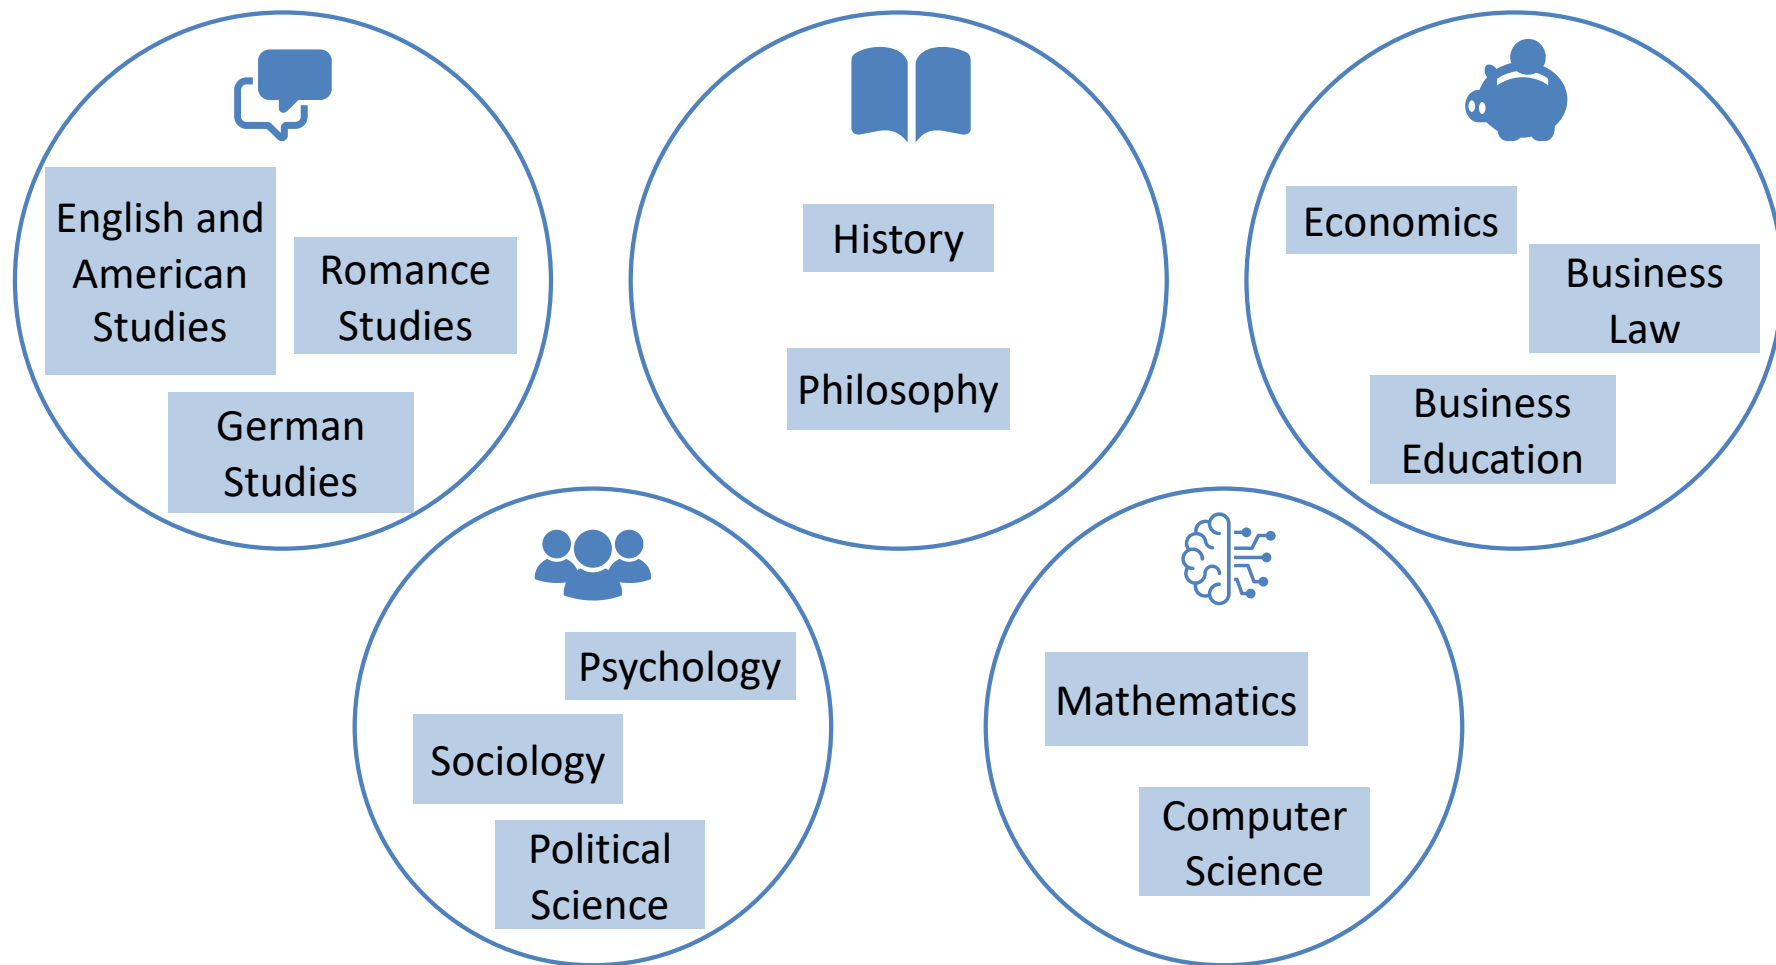 English and
American
Studies
Romance
Studies
German
Studies
History
Philosophy
Economics
Business
Law
Business
Education
Psychology
Sociology
Political
Science
Mathematics
Computer
Science